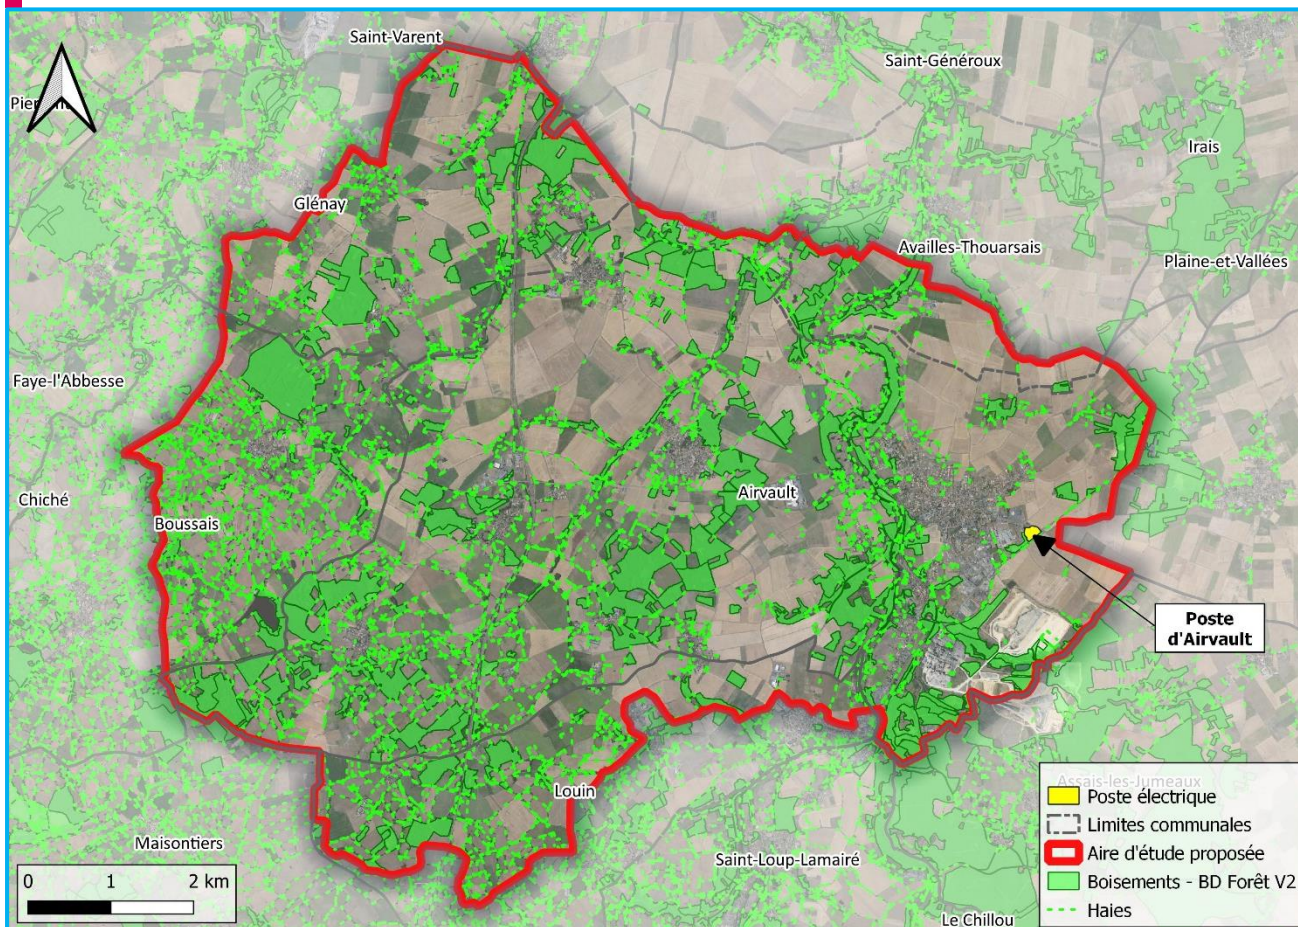 Saint-Varent
Saint-Généroux
Irais
Glénay
Availles-Thouarsais
Plaine-et-Vallées
Faye-l'Abbesse
Chiché
Airvault
Boussais
Poste
d'Airvault
Louin
Assais-les-Jumeaux
Poste électrique
Limites communales
Aire d'étude proposée
Boisements - BD Forêt V2
Haies
Maisontiers
Saint-Loup-Lamairé
0 1 2 km
Le Chillou